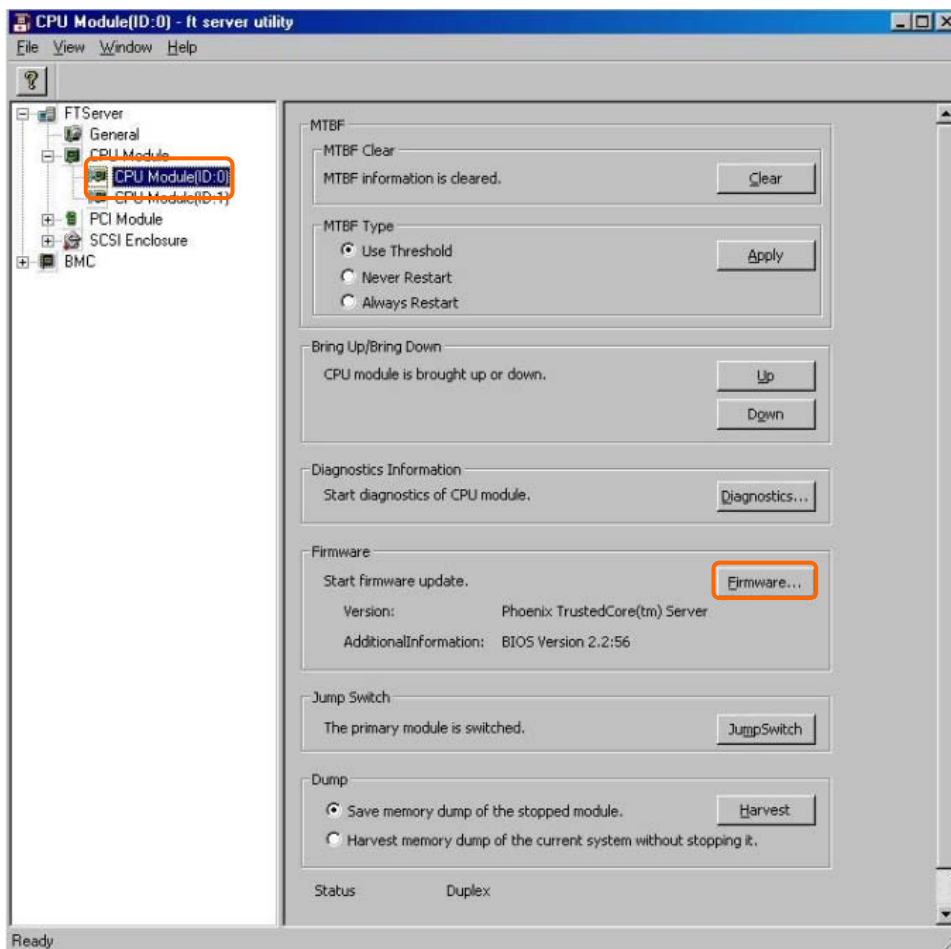 CPU Module(ID:0) - ft server utility
File View Window Help
FTServer
General
CPU Module
CPU Module(ID:0)
CPU Module(ID:1)
PCI Module
SCSI Enclosure
BMC
MTBF
MTBF Clear
MTBF information is cleared. Clear
MTBF Type
Use Threshold
Apply
Never Restart
Always Restart
Bring Up/Bring Down
CPU module is brought up or down. Up
Down
Diagnostics Information
Start diagnostics of CPU module. Diagnostics...
Firmware
Start firmware update. Firmware...
Version: Phoenix TrustedCore(tm) Server
AdditionalInformation: BIOS Version 2.2:56
Jump Switch
The primary module is switched. JumpSwitch
Dump
Save memory dump of the stopped module. Harvest
Harvest memory dump of the current system without stopping it.
Status Duplex
Ready